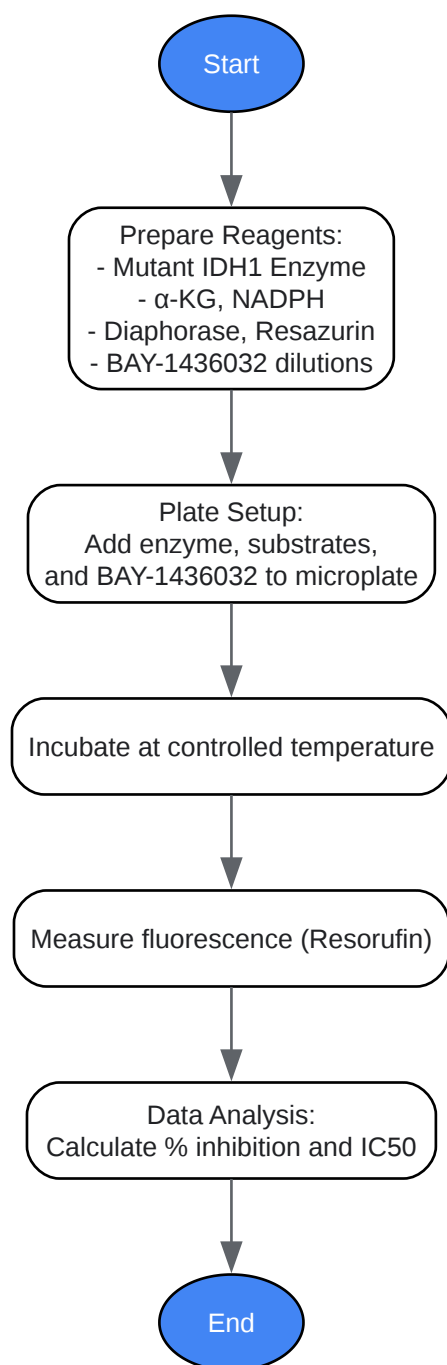 Start
Prepare Reagents:
- Mutant IDH1 Enzyme
- α-KG, NADPH
- Diaphorase, Resazurin
- BAY-1436032 dilutions
Plate Setup:
Add enzyme, substrates,
and BAY-1436032 to microplate
Incubate at controlled temperature
Measure fluorescence (Resorufin)
Data Analysis:
Calculate % inhibition and IC50
End